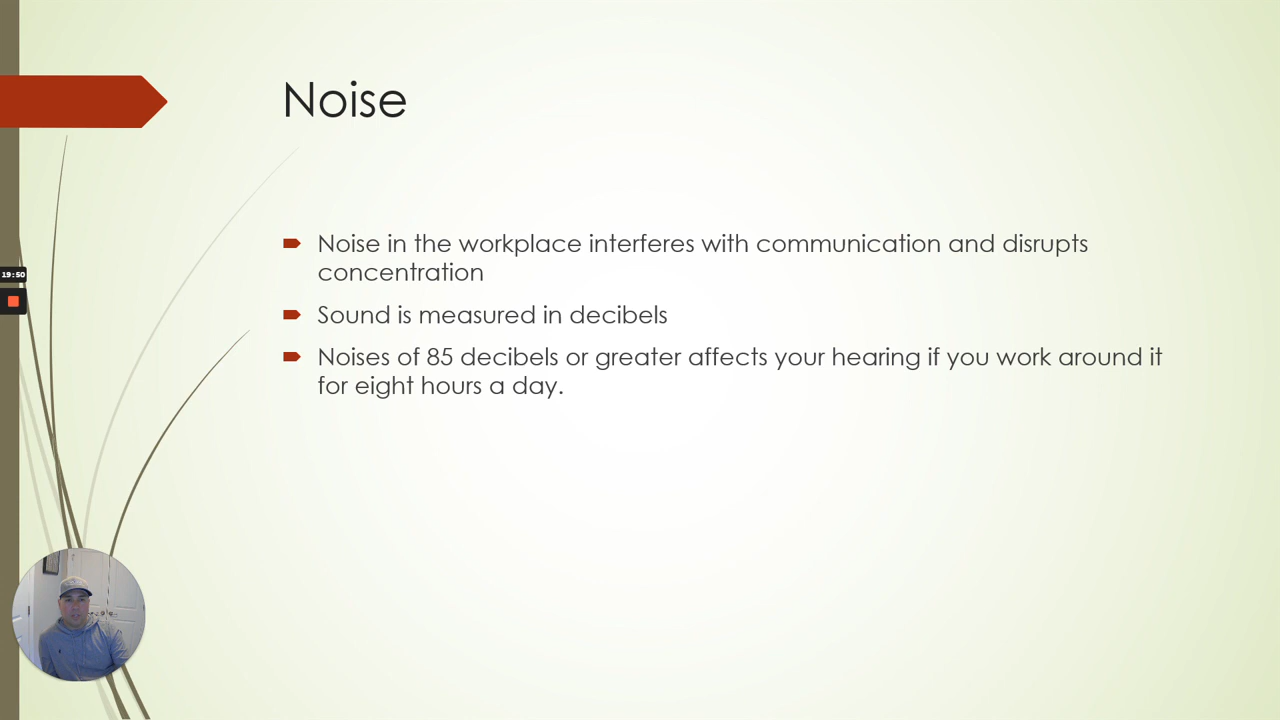 Noise
Noise in the workplace interferes with communication and disrupts
concentration
Sound is measured in decibels
Noises of 85 decibels or greater affects your hearing if you work around it
for eight hours a day.
19:50